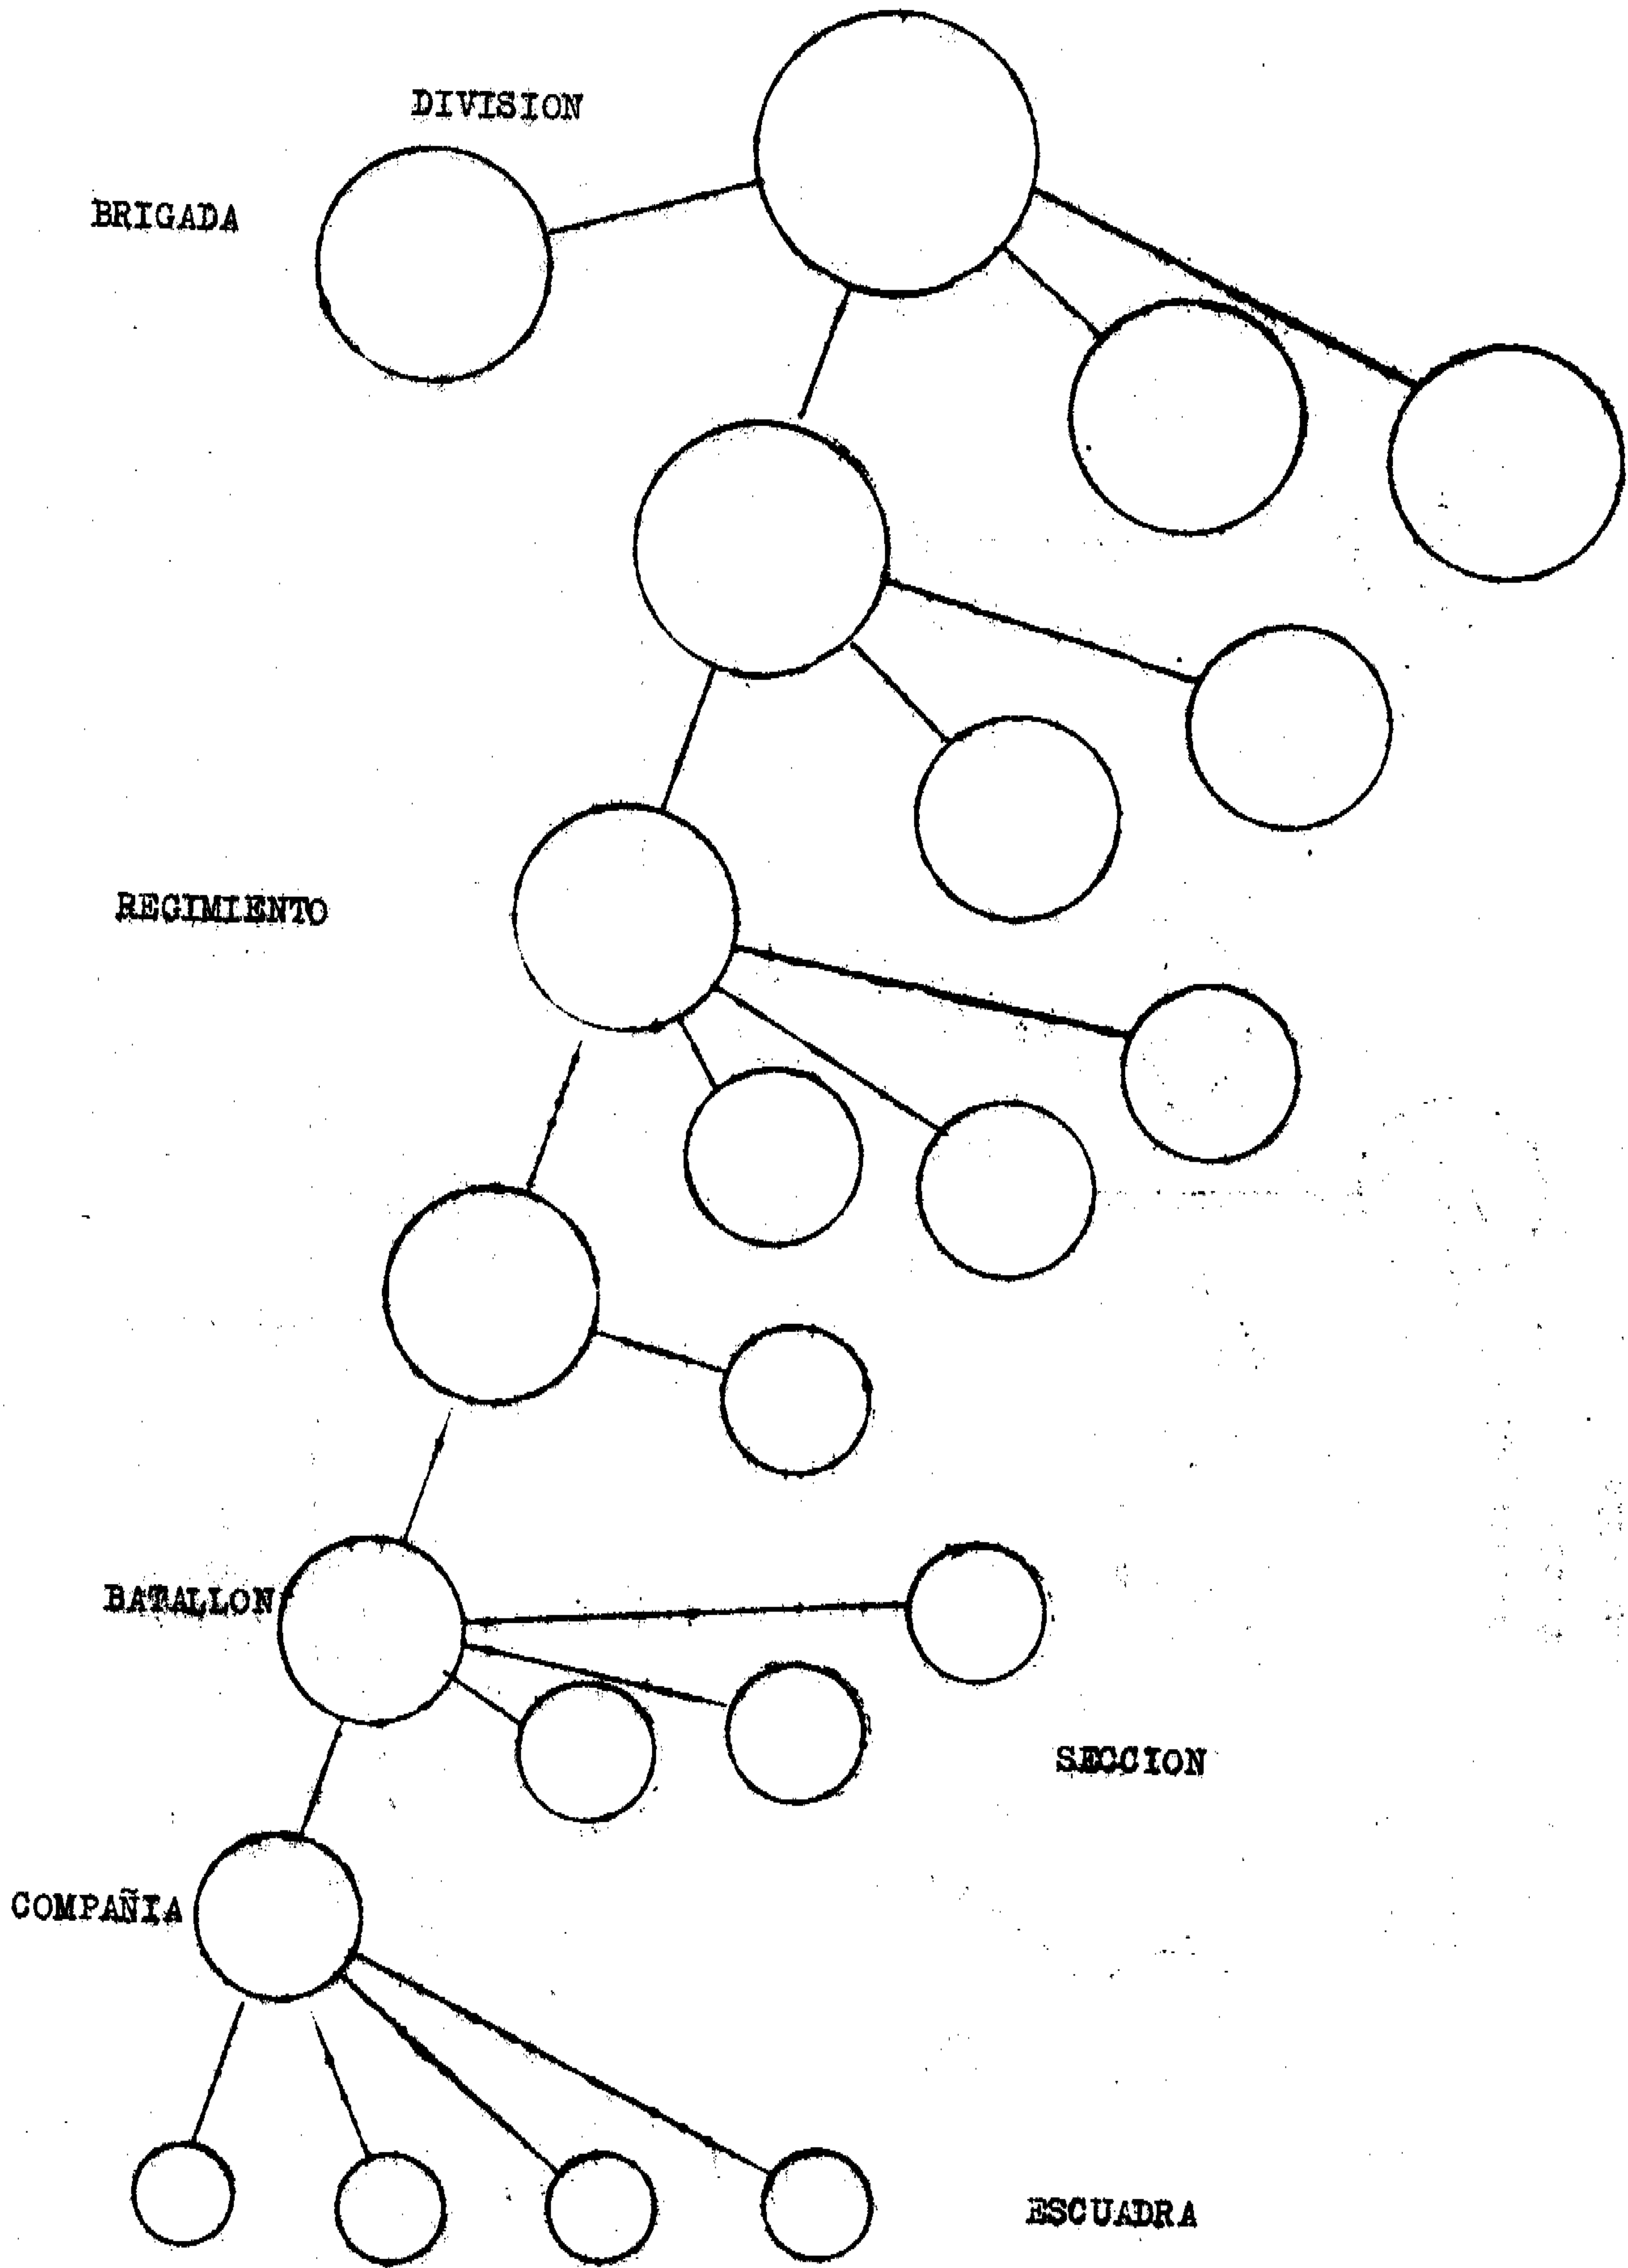 DIVISION
BRIGADA
REGIMIENTO
BATALLON
SECCION
COMPAÑIA
ESCUADRA